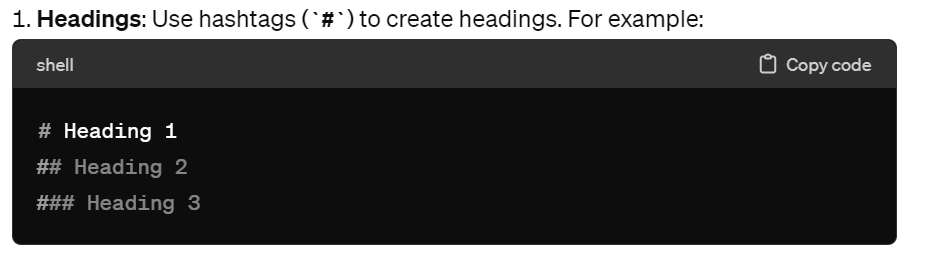 1. Headings: Use hashtags (`#`) to create headings. For example:
shell Copy code
# Heading 1
## Heading 2
### Heading 3